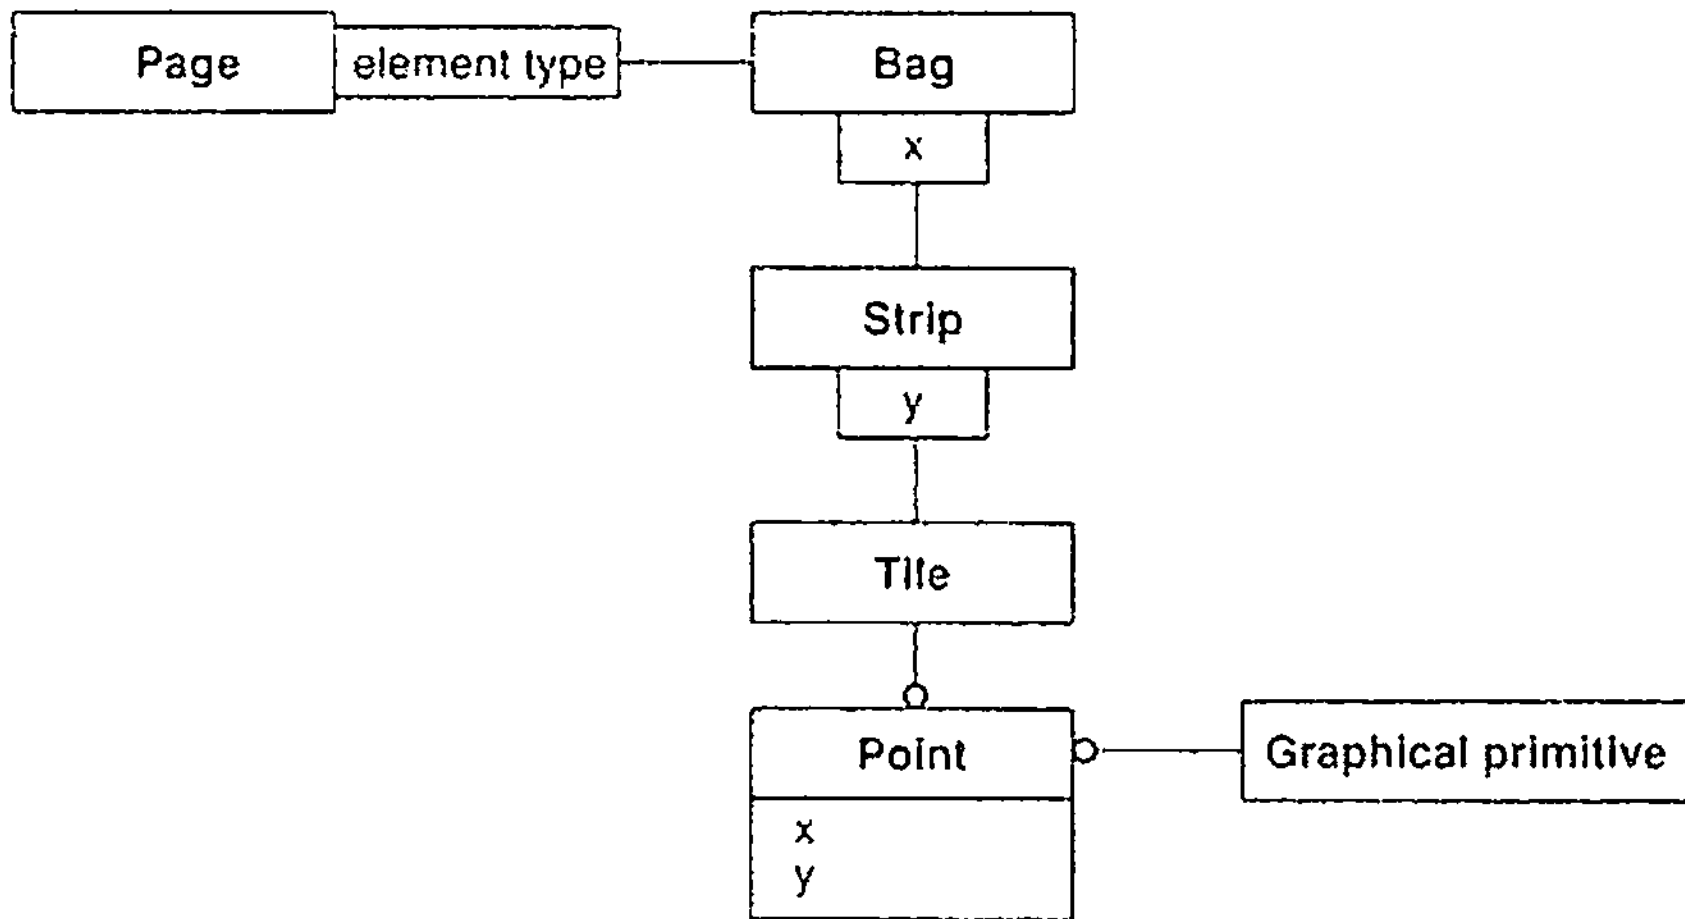 Page
element type
Bag
x
Strip
y
Tile
Point
Graphical primitive
x
y